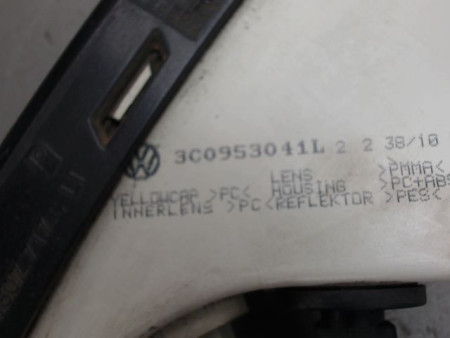 3C0953041L 2 2 38/10
LENS >PMMA<
YELLOWCAP >PC< HOUSING >PC+ABS
INNERLENS >PC< REFLEKTOR >PES<